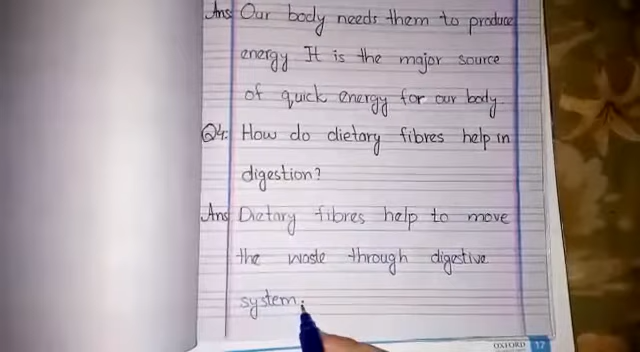 Ans Our body needs them to produce
energy It is the major source
of quick energy for our body
Q4. How do dietary fibres help in
digestion?
Ans Dietary fibres help to move
the waste through digestive
system.
OXFORD 17